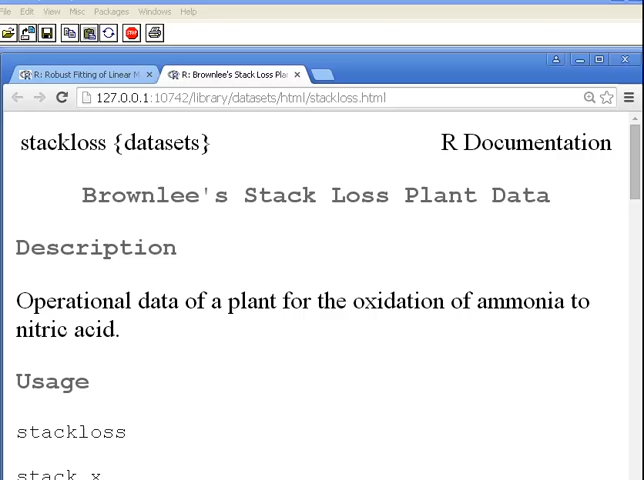 File Edit View Misc Packages Windows Help
R: Robust Fitting of Linear M
R: Brownlee's Stack Loss Plan
127.0.0.1:10742/library/datasets/html/stackloss.html
stackloss {datasets} R Documentation
Brownlee's Stack Loss Plant Data
Description
Operational data of a plant for the oxidation of ammonia to
nitric acid.
Usage
stackloss
stack.x